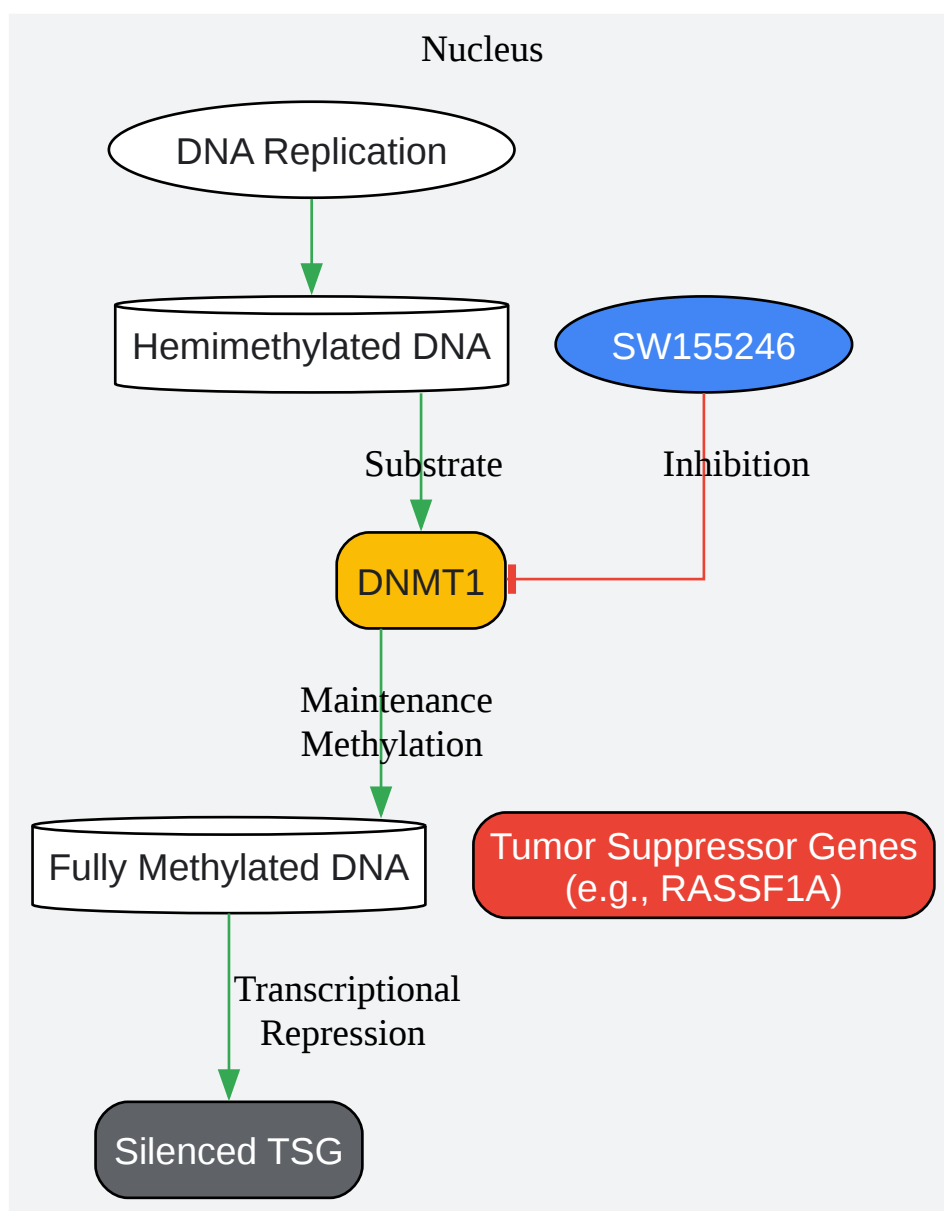 Nucleus
DNA Replication
Hemimethylated DNA
SW155246
Substrate
Inhibition
DNMT1
Maintenance
Methylation
Fully Methylated DNA
Tumor Suppressor Genes
(e.g., RASSF1A)
Transcriptional
Repression
Silenced TSG